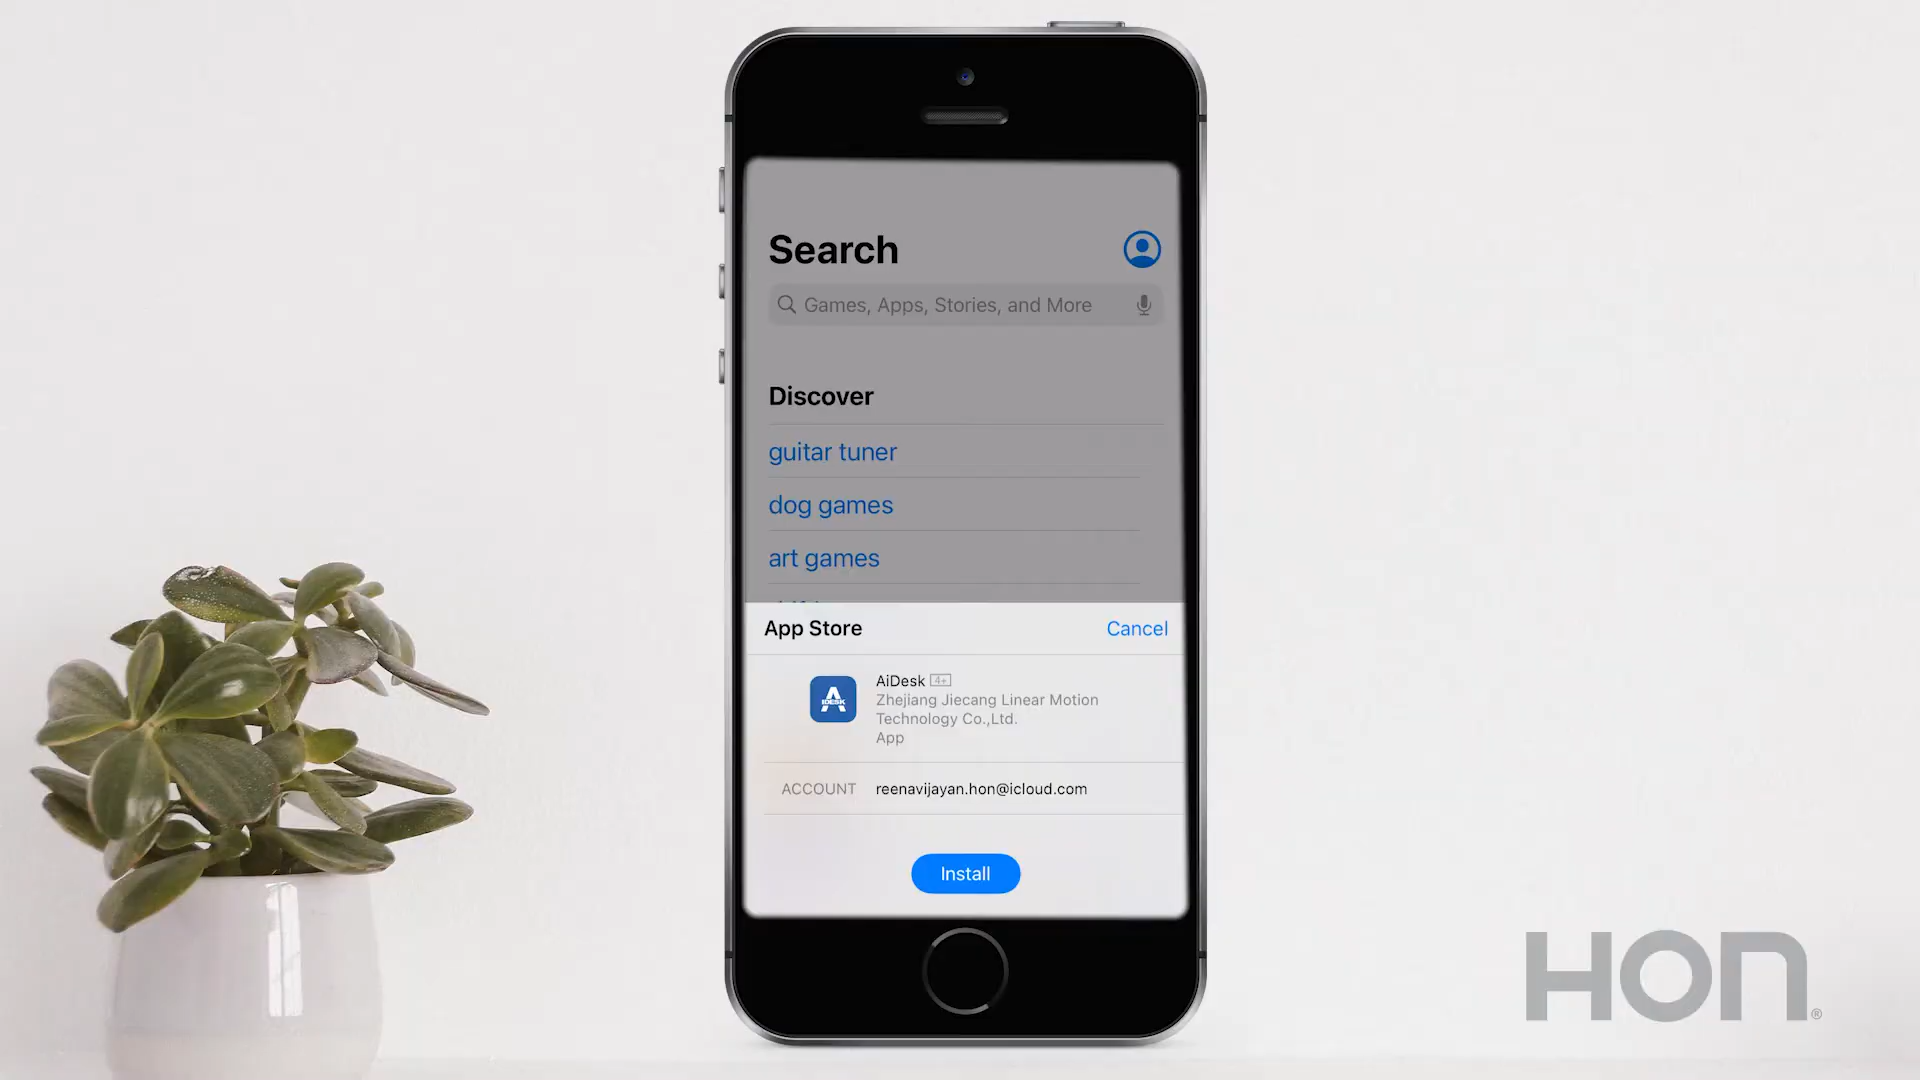 Search
Games, Apps, Stories, and More
Discover
guitar tuner
dog games
art games
App Store
Cancel
AiDesk 4+
Zhejiang Jiecang Linear Motion
Technology Co.,Ltd.
App
ACCOUNT reenavijayan.hon@icloud.com
Install
HON®